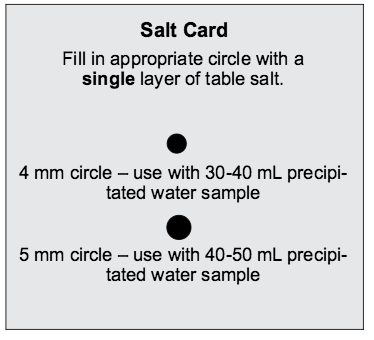 Salt Card
Fill in appropriate circle with a
single layer of table salt.
4 mm circle – use with 30-40 mL precipi-
tated water sample
5 mm circle – use with 40-50 mL precipi-
tated water sample